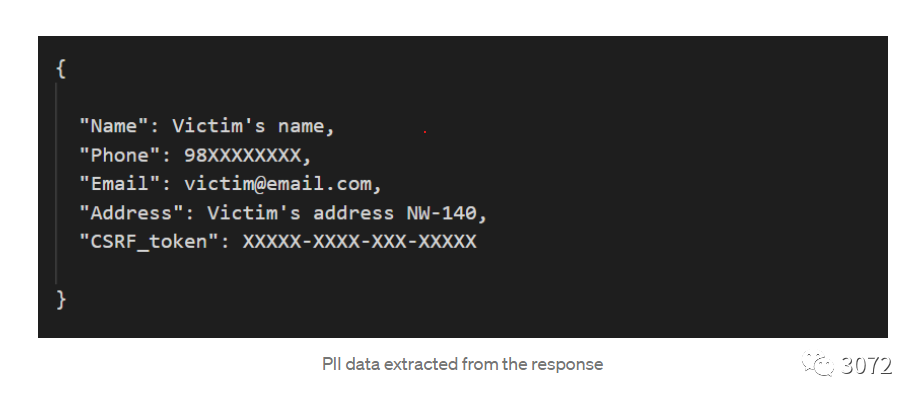 {
"Name": Victim's name,
"Phone": 98XXXXXXXX,
"Email": victim@email.com,
"Address": Victim's address NW-140,
"CSRF_token": XXXXX-XXXX-XXX-XXXXX
}
PII data extracted from the response
3072